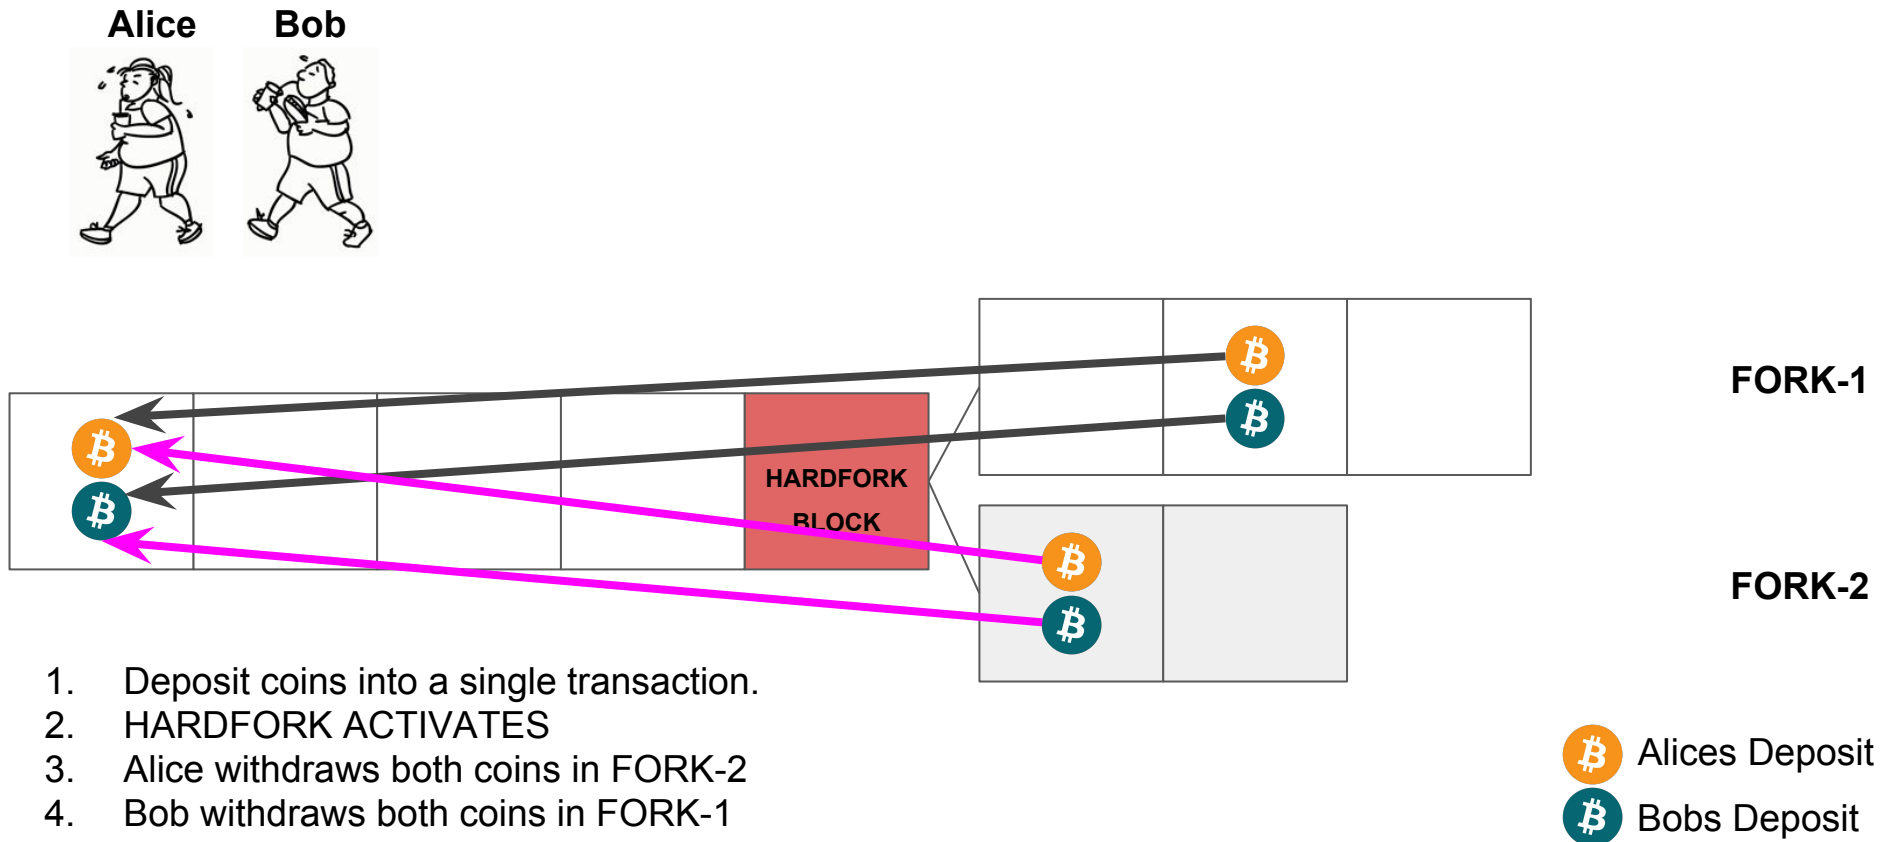 Alice Bob
FORK-1
HARDFORK
BLOCK
FORK-2
1. Deposit coins into a single transaction.
2. HARDFORK ACTIVATES
3. Alice withdraws both coins in FORK-2
4. Bob withdraws both coins in FORK-1
Alices Deposit
Bobs Deposit